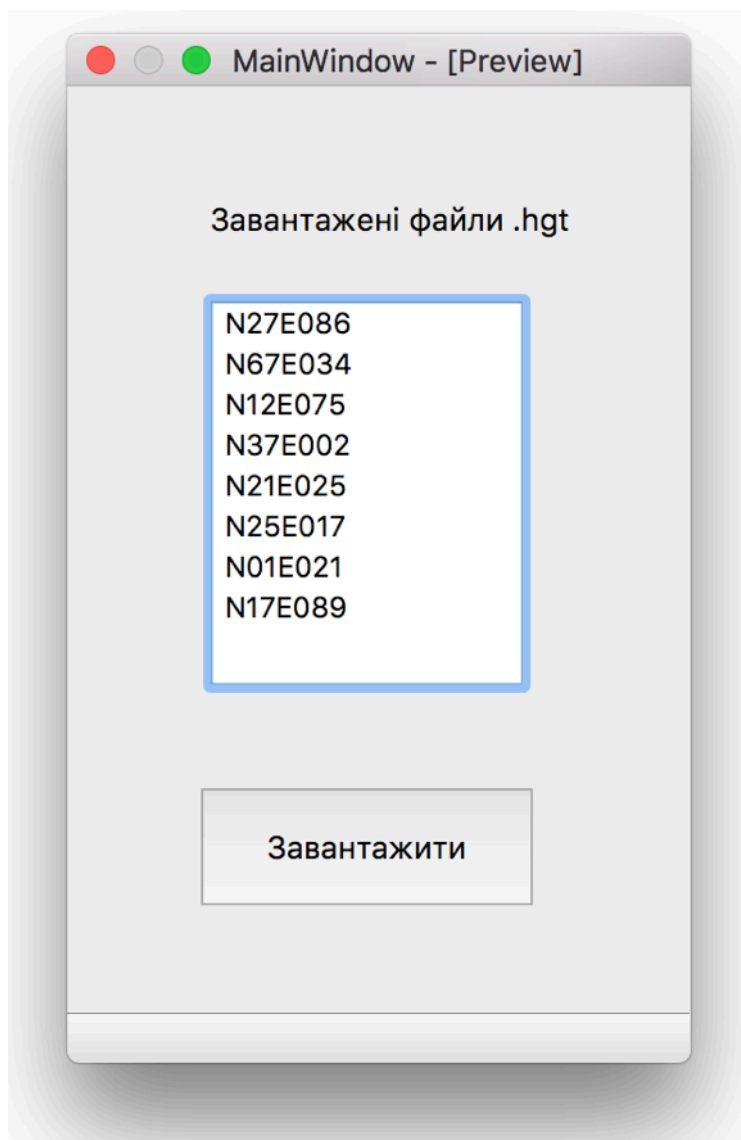 MainWindow - [Preview]
Завантажені файли .hgt
N27E086
N67E034
N12E075
N37E002
N21E025
N25E017
N01E021
N17E089
Завантажити